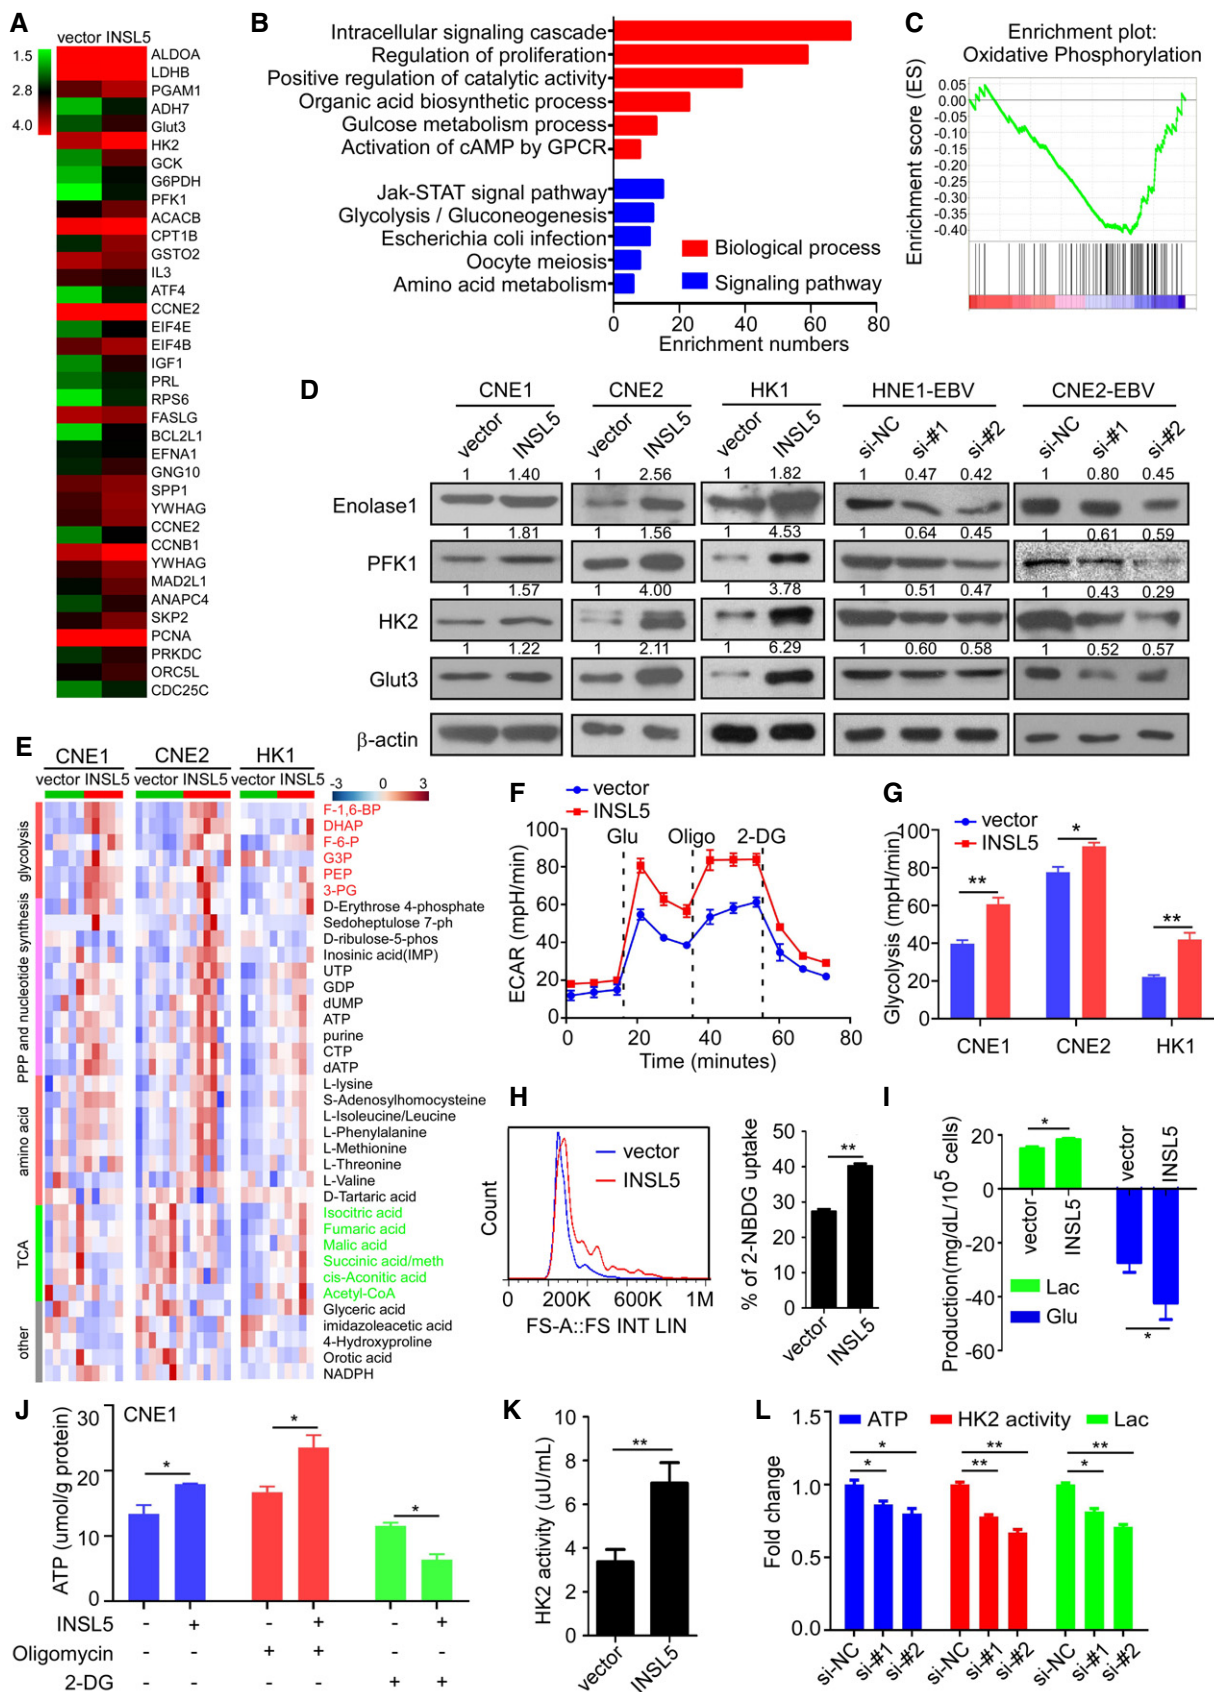 A
vector INSL5
1.5
2.8
4.0
ALDOA
LDHB
PGAM1
ADH7
Glut3
HK2
GCK
G6PDH
PFK1
ACACB
CPT1B
GSTO2
IL3
ATF4
CCNE2
EIF4E
EIF4B
IGF1
PRL
RPS6
FASLG
BCL2L1
EFNA1
GNG10
SPP1
YWHAG
CCNE2
CCNB1
YWHAG
MAD2L1
ANAPC4
SKP2
PCNA
PRKDC
ORC5L
CDC25C
B
Intracellular signaling cascade
Regulation of proliferation
Positive regulation of catalytic activity
Organic acid biosynthetic process
Gulcose metabolism process
Activation of cAMP by GPCR
Jak-STAT signal pathway
Glycolysis / Gluconeogenesis
Escherichia coli infection
Oocyte meiosis
Amino acid metabolism
Biological process
Signaling pathway
0 20 40 60 80
Enrichment numbers
C
Enrichment plot:
Oxidative Phosphorylation
Enrichment score (ES)
0.05
0.00
-0.05
-0.10
-0.15
-0.20
-0.25
-0.30
-0.35
-0.40
D
CNE1 CNE2 HK1 HNE1-EBV CNE2-EBV
vector INSL5 vector INSL5 vector INSL5 si-NC si-#1 si-#2 si-NC si-#1 si-#2
1 1.40 1 2.56 1 1.82 1 0.47 0.42 1 0.80 0.45
Enolase1
1 1.81 1 1.56 1 4.53 1 0.64 0.45 1 0.61 0.59
PFK1
1 1.57 1 4.00 1 3.78 1 0.51 0.47 1 0.43 0.29
HK2
1 1.22 1 2.11 1 6.29 1 0.60 0.58 1 0.52 0.57
Glut3
β-actin
E
CNE1 CNE2 HK1
vector INSL5 vector INSL5 vector INSL5
-3 0 3
glycolysis
PPP and nucleotide synthesis
amino acid
TCA
other
F-1,6-BP
DHAP
F-6-P
G3P
PEP
3-PG
D-Erythrose 4-phosphate
Sedoheptulose 7-ph
D-ribulose-5-phos
Inosinic acid(IMP)
UTP
GDP
dUMP
ATP
purine
CTP
dATP
L-lysine
S-Adenosylhomocysteine
L-Isoleucine/Leucine
L-Phenylalanine
L-Methionine
L-Threonine
L-Valine
D-Tartaric acid
Isocitric acid
Fumaric acid
Malic acid
Succinic acid/meth
cis-Aconitic acid
Acetyl-CoA
Glyceric acid
imidazoleacetic acid
4-Hydroxyproline
Orotic acid
NADPH
F
vector
INSL5
Glu Oligo 2-DG
ECAR (mpH/min)
100
80
60
40
20
0
0 20 40 60 80
Time (minutes)
G
vector
INSL5
Glycolysis (mpH/min)
100
80
60
40
20
0
** * **
CNE1 CNE2 HK1
H
vector
INSL5
Count
0 200K 600K 1M
FS-A::FS INT LIN
% of 2-NBDG uptake
50
40
30
20
10
0
**
vector INSL5
I
Production(mg/dL/10⁵ cells)
20
0
-20
-40
-60
*
vector INSL5
vector INSL5
Lac
Glu
*
J
CNE1
ATP (umol/g protein)
30
20
10
0
* * *
INSL5 - + - + - +
Oligomycin - - + + - -
2-DG - - - - + +
K
HK2 activity (uU/mL)
10
8
6
4
2
0
**
vector INSL5
L
ATP HK2 activity Lac
Fold change
1.5
1.0
0.5
0.0
* ** **
* ** *
si-NC si-#1 si-#2 si-NC si-#1 si-#2 si-NC si-#1 si-#2